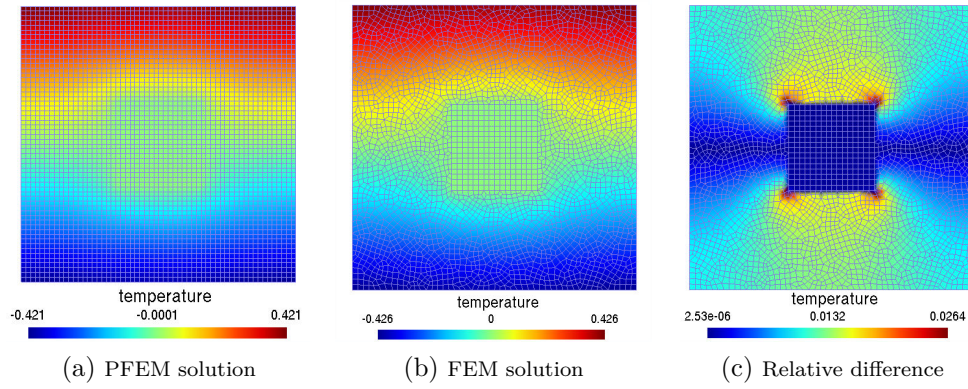 temperature
-0.421 -0.0001 0.421
(a) PFEM solution
temperature
-0.426 0 0.426
(b) FEM solution
temperature
2.53e-06 0.0132 0.0264
(c) Relative difference